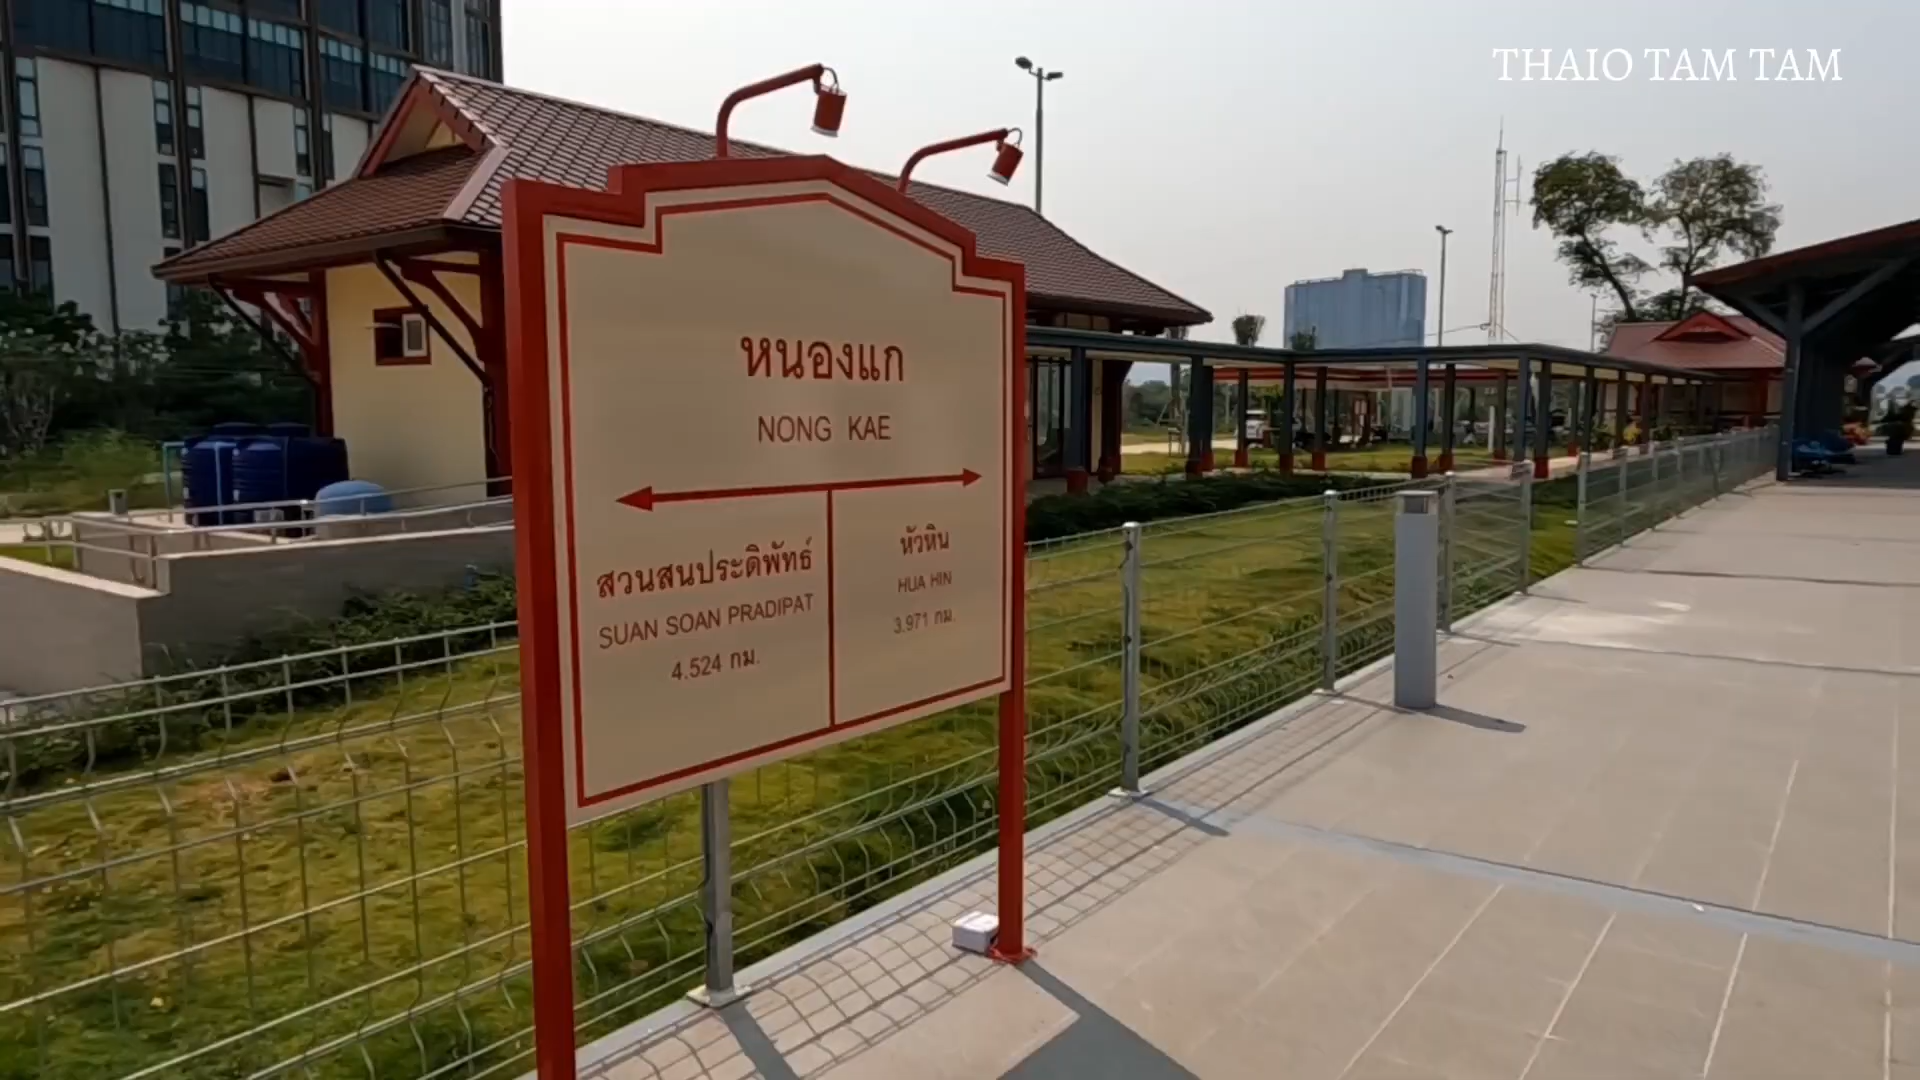 THAIO TAM TAM
หนองแก
NONG KAE
สวนสนประดิพัทธ์
SUAN SOAN PRADIPAT
4.524 กม.
หัวหิน
HUA HIN
3.971 กม.